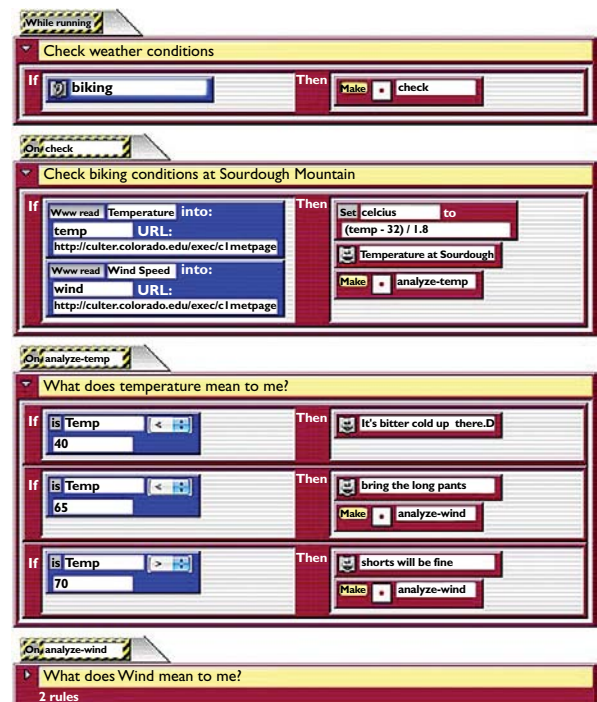 While running
Check weather conditions
If biking Then Make check
On check
Check biking conditions at Sourdough Mountain
If Www read Temperature into: Then Set celcius to
temp URL: (temp - 32) / 1.8
http://culter.colorado.edu/exec/c1metpage Temperature at Sourdough
Www read Wind Speed into: Make analyze-temp
wind URL:
http://culter.colorado.edu/exec/c1metpage
On analyze-temp
What does temperature mean to me?
If is Temp < Then It's bitter cold up there.D
40
If is Temp < Then bring the long pants
65 Make analyze-wind
If is Temp > Then shorts will be fine
70 Make analyze-wind
On analyze-wind
What does Wind mean to me?
2 rules